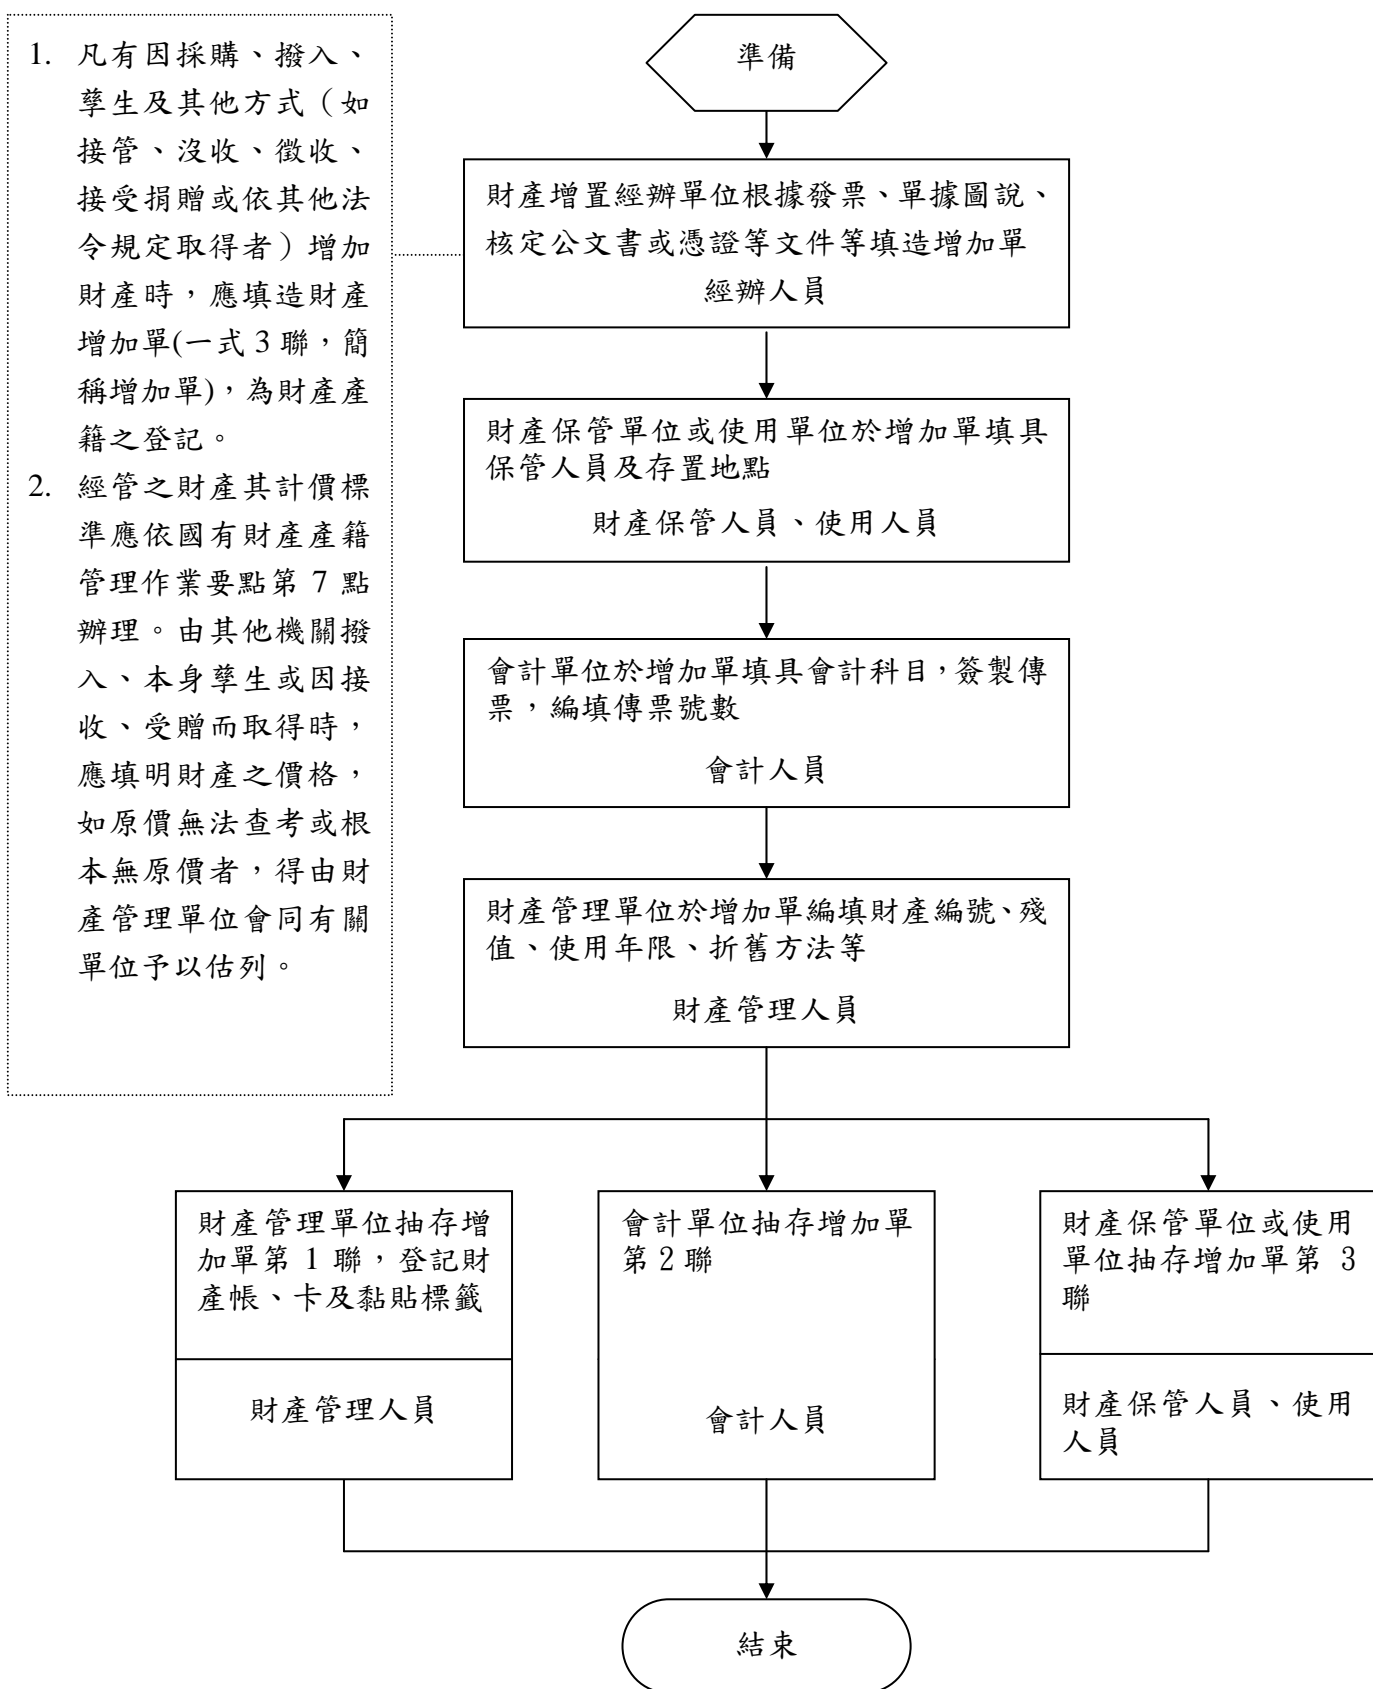 1. 凡有因採購、撥入、
孳生及其他方式（如
接管、沒收、徵收、
接受捐贈或依其他法
令規定取得者）增加
財產時，應填造財產
增加單(一式 3 聯，簡
稱增加單)，為財產產
籍之登記。
2. 經管之財產其計價標
準應依國有財產產籍
管理作業要點第 7 點
辦理。由其他機關撥
入、本身孳生或因接
收、受贈而取得時，
應填明財產之價格，
如原價無法查考或根
本無原價者，得由財
產管理單位會同有關
單位予以估列。
準備
財產增置經辦單位根據發票、單據圖說、
核定公文書或憑證等文件等填造增加單
經辦人員
財產保管單位或使用單位於增加單填具
保管人員及存置地點
財產保管人員、使用人員
會計單位於增加單填具會計科目，簽製傳
票，編填傳票號數
會計人員
財產管理單位於增加單編填財產編號、殘
值、使用年限、折舊方法等
財產管理人員
財產管理單位抽存增
加單第 1 聯，登記財
產帳、卡及黏貼標籤
財產管理人員
會計單位抽存增加單
第 2 聯
會計人員
財產保管單位或使用
單位抽存增加單第 3
聯
財產保管人員、使用
人員
結束